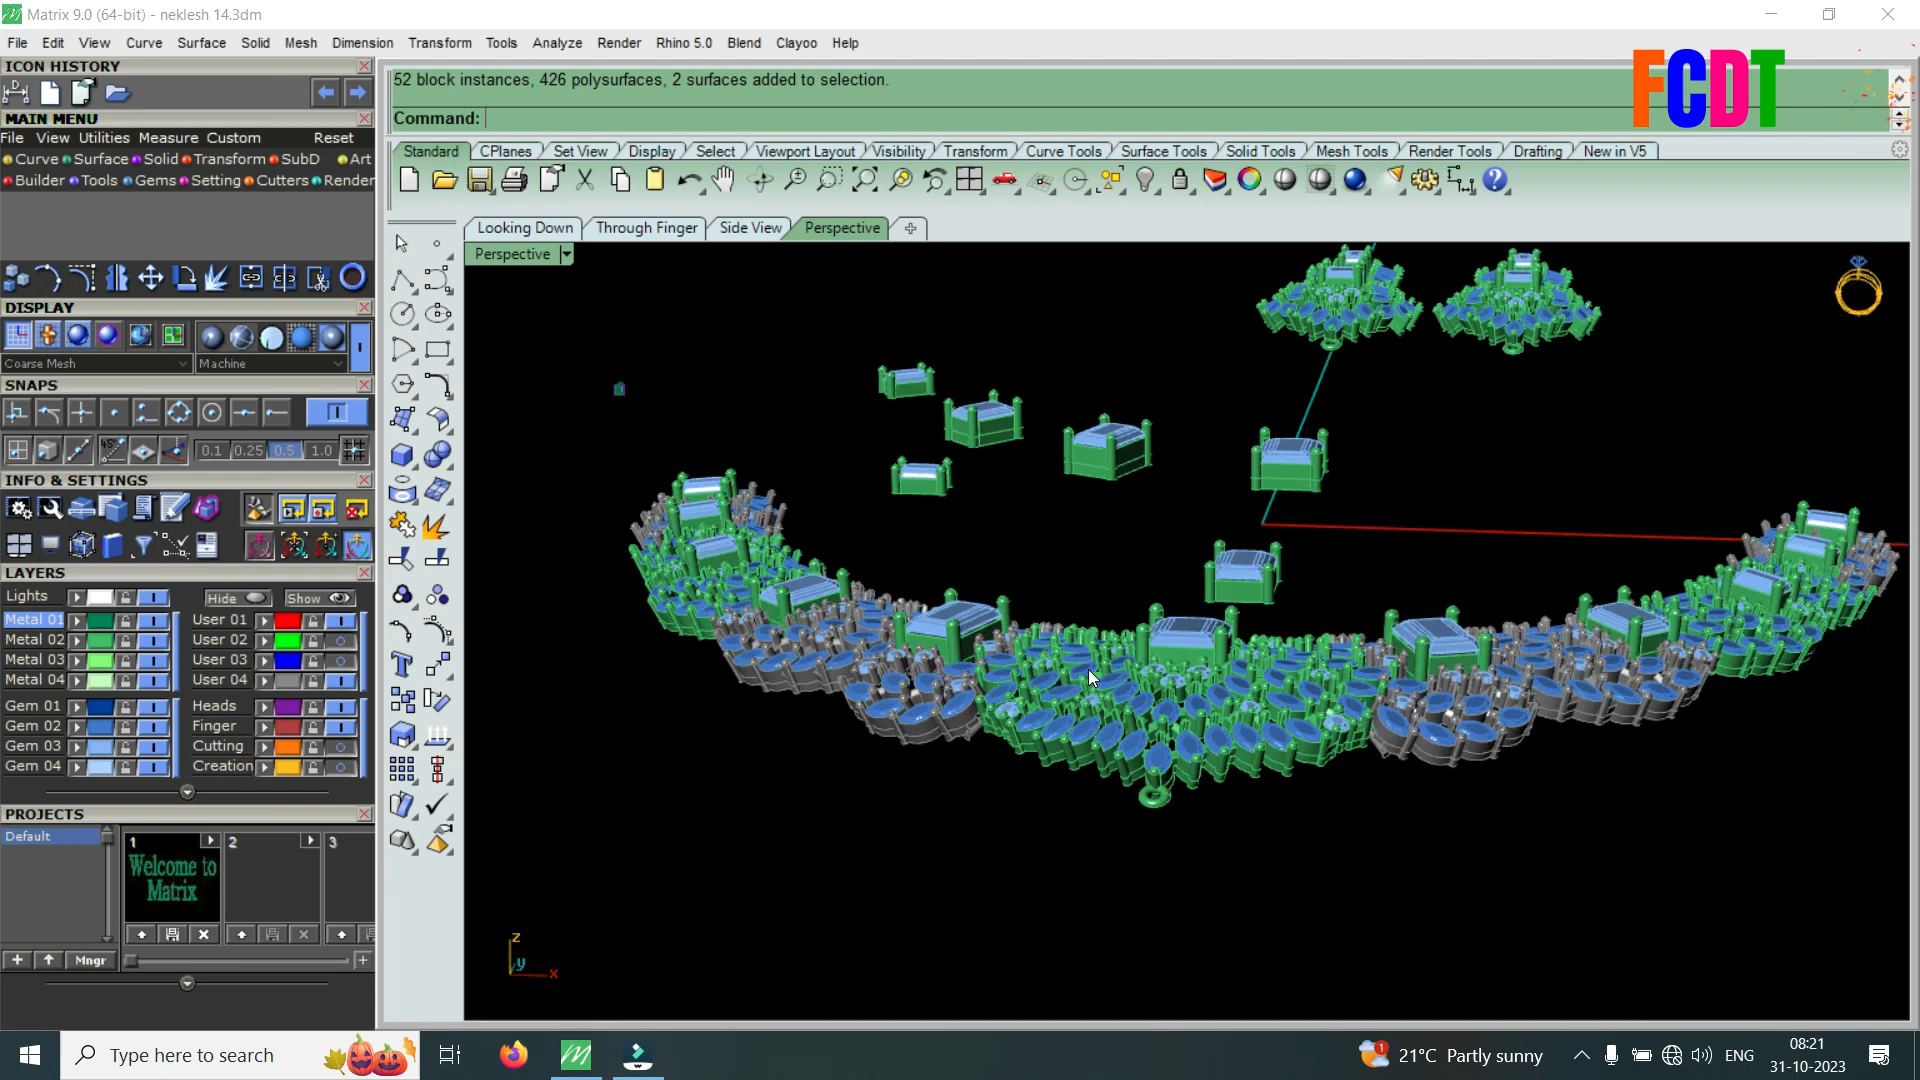 Matrix 9.0 (64-bit) - neklesh 14.3dm
File Edit View Curve Surface Solid Mesh Dimension Transform Tools Analyze Render Rhino 5.0 Blend Clayoo Help
FCDT
ICON HISTORY
52 block instances, 426 polysurfaces, 2 surfaces added to selection.
Command:
MAIN MENU
File View Utilities Measure Custom Reset
Curve Surface Solid Transform SubD Art
Builder Tools Gems Setting Cutters Render
Standard CPlanes Set View Display Select Viewport Layout Visibility Transform Curve Tools Surface Tools Solid Tools Mesh Tools Render Tools Drafting New in V5
Looking Down Through Finger Side View Perspective
Perspective
DISPLAY
Coarse Mesh Machine
SNAPS
0.1 0.25 0.5 1.0
INFO & SETTINGS
LAYERS
Lights Hide Show
Metal 01 User 01
Metal 02 User 02
Metal 03 User 03
Metal 04 User 04
Gem 01 Heads
Gem 02 Finger
Gem 03 Cutting
Gem 04 Creation
PROJECTS
Default 1 2 3
Welcome to
Matrix
Mngr
z
y x
Type here to search
1 21°C Partly sunny ENG 08:21
31-10-2023